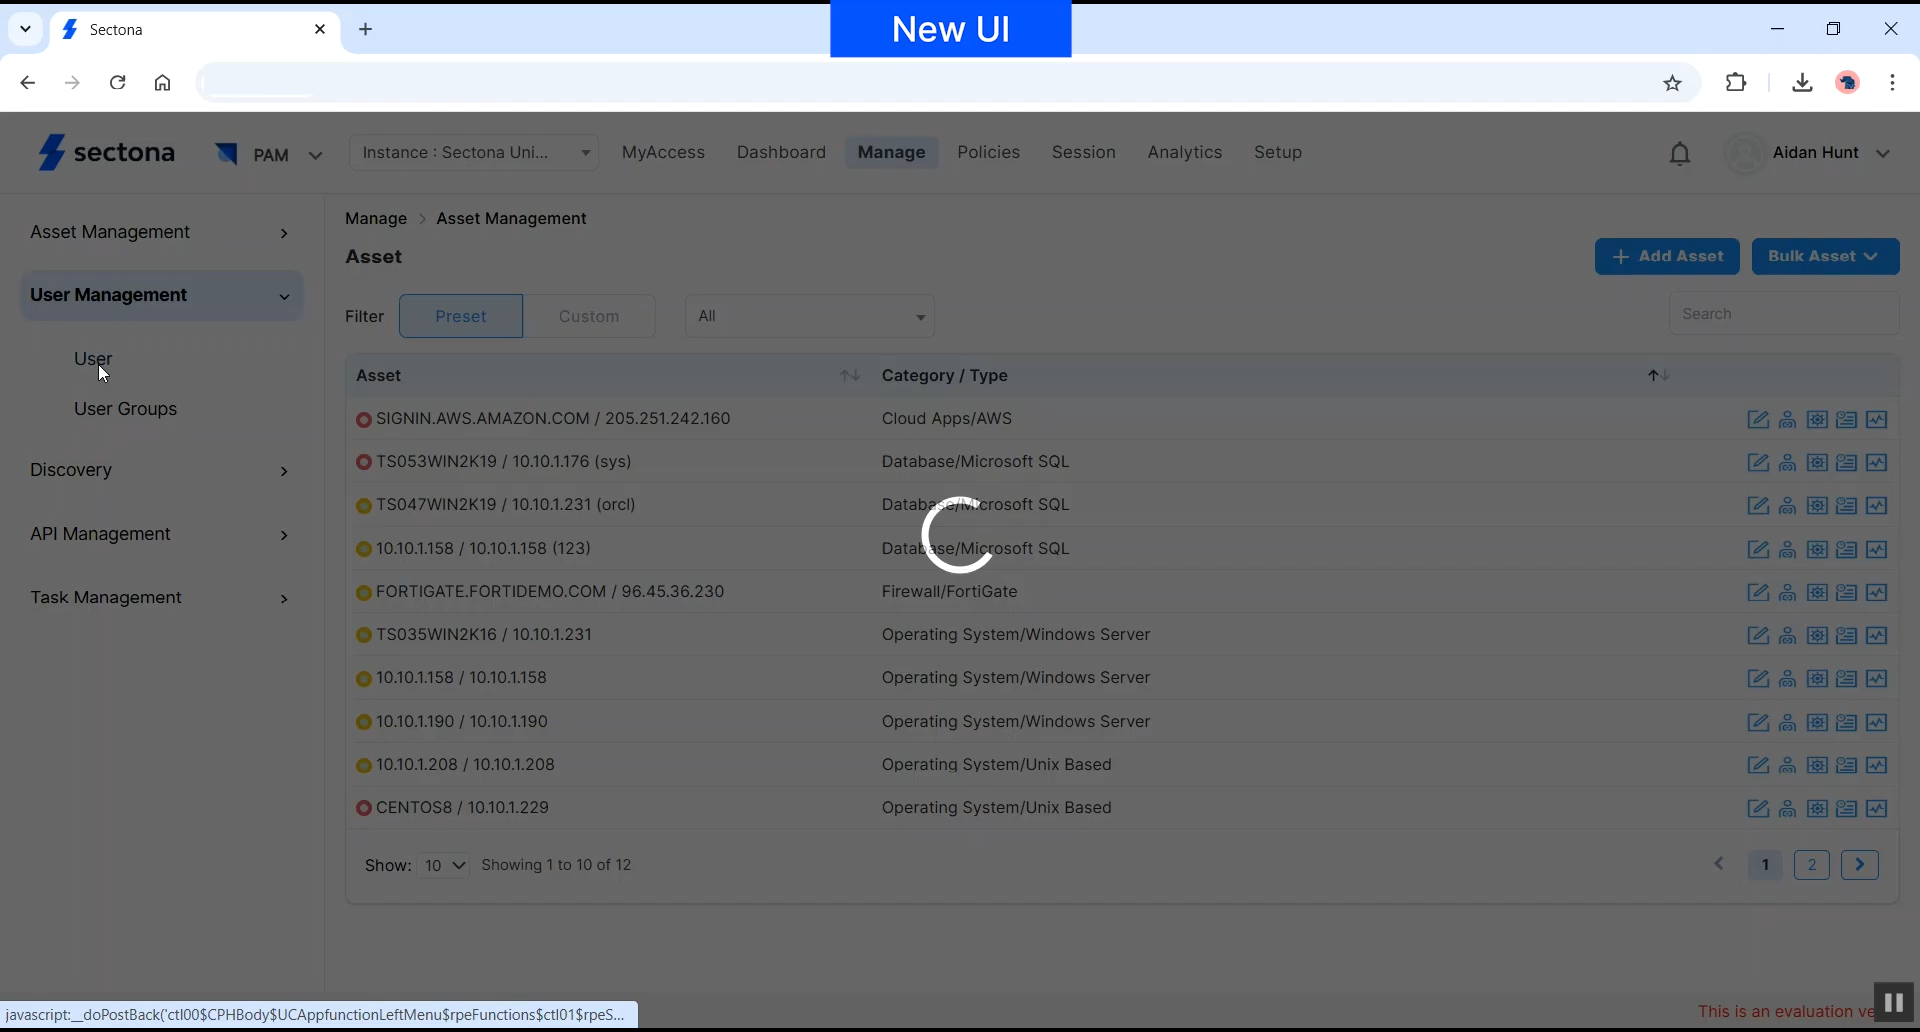 Sectona
New UI
sectona
PAM
Instance : Sectona Uni...
MyAccess
Dashboard
Manage
Policies
Session
Analytics
Setup
Aidan Hunt
Asset Management
User Management
User
User Groups
Discovery
API Management
Task Management
Manage > Asset Management
Asset
+ Add Asset
Bulk Asset
Filter
Preset
Custom
All
Search
Asset
Category / Type
SIGNIN.AWS.AMAZON.COM / 205.251.242.160
Cloud Apps/AWS
TS053WIN2K19 / 10.10.1.176 (sys)
Database/Microsoft SQL
TS047WIN2K19 / 10.10.1.231 (orcl)
Database/Microsoft SQL
10.10.1.158 / 10.10.1.158 (123)
Database/Microsoft SQL
FORTIGATE.FORTIDEMO.COM / 96.45.36.230
Firewall/FortiGate
TS035WIN2K16 / 10.10.1.231
Operating System/Windows Server
10.10.1.158 / 10.10.1.158
Operating System/Windows Server
10.10.1.190 / 10.10.1.190
Operating System/Windows Server
10.10.1.208 / 10.10.1.208
Operating System/Unix Based
CENTOS8 / 10.10.1.229
Operating System/Unix Based
Show: 10
Showing 1 to 10 of 12
1
2
javascript:__doPostBack('ctl00$CPHBody$UCAppfunctionLeftMenu$rpeFunctions$ctl01$rpeS...
This is an evaluation ve